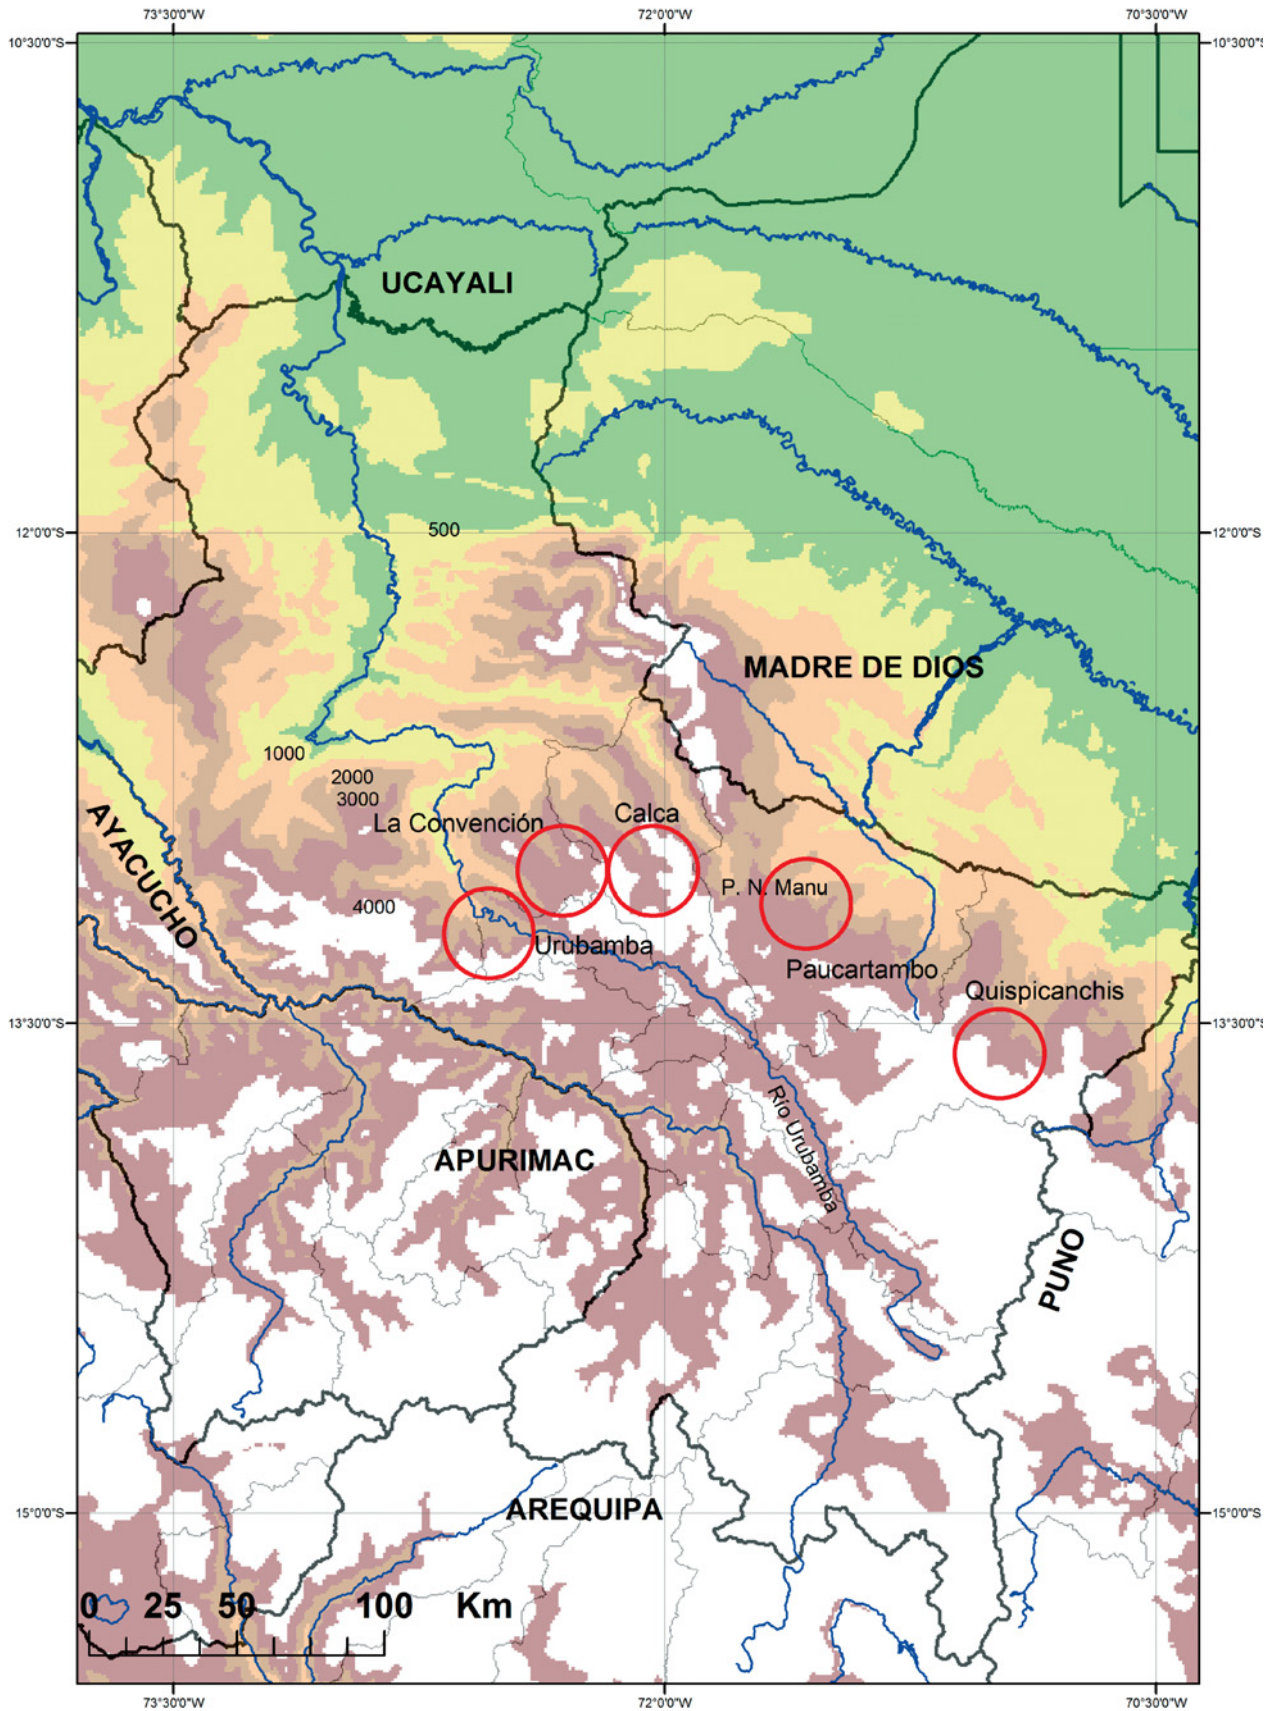 73°30'0"W 72°0'0"W 70°30'0"W
10°30'0"S 10°30'0"S
UCAYALI
12°0'0"S 500 12°0'0"S
MADRE DE DIOS
1000
2000
3000
AYACUCHO
La Convención
Calca
P. N. Manu
4000
Urubamba
Paucartambo
Quispicanchis
13°30'0"S 13°30'0"S
Río Urubamba
APURIMAC
PUNO
15°0'0"S AREQUIPA 15°0'0"S
0 25 50 100 Km
73°30'0"W 72°0'0"W 70°30'0"W